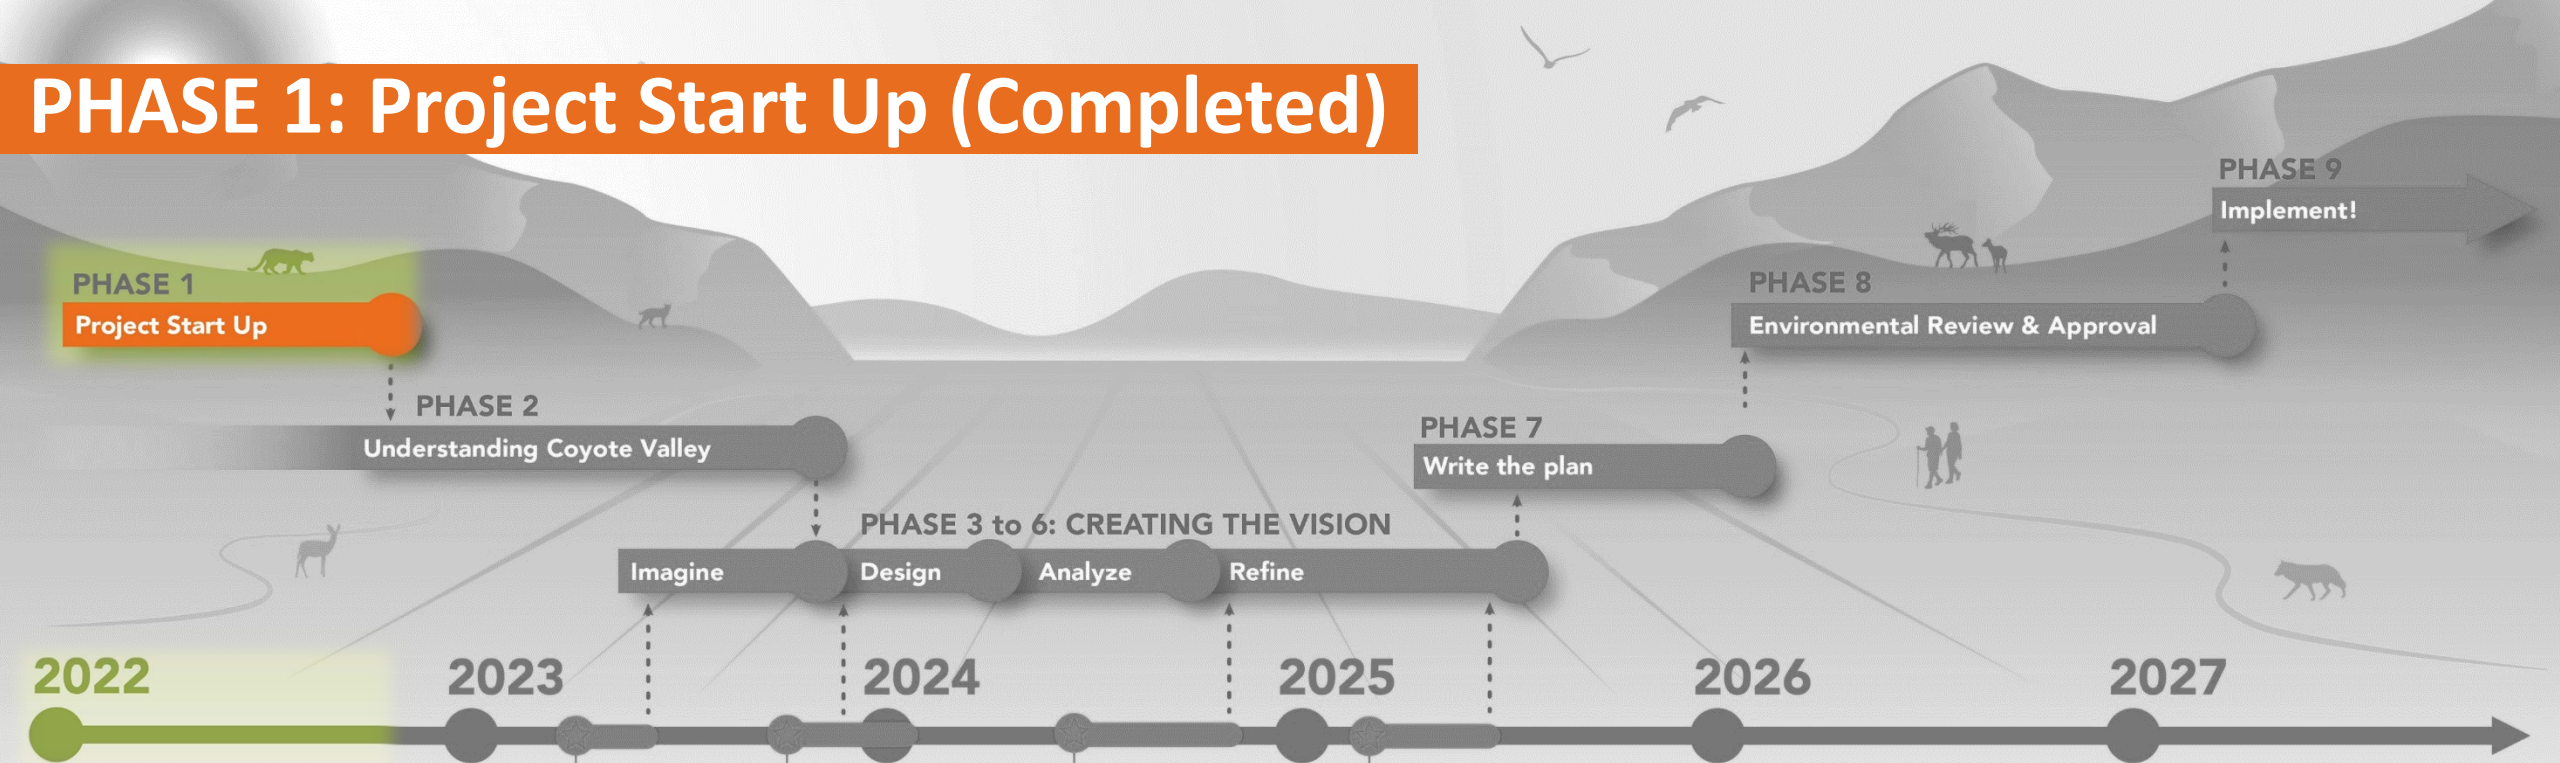 PHASE 1: Project Start Up (Completed)
PHASE 9
Implement!
PHASE 1
Project Start Up
PHASE 8
Environmental Review & Approval
PHASE 2
Understanding Coyote Valley
PHASE 7
Write the plan
PHASE 3 to 6: CREATING THE VISION
Imagine Design Analyze Refine
2022 2023 2024 2025 2026 2027